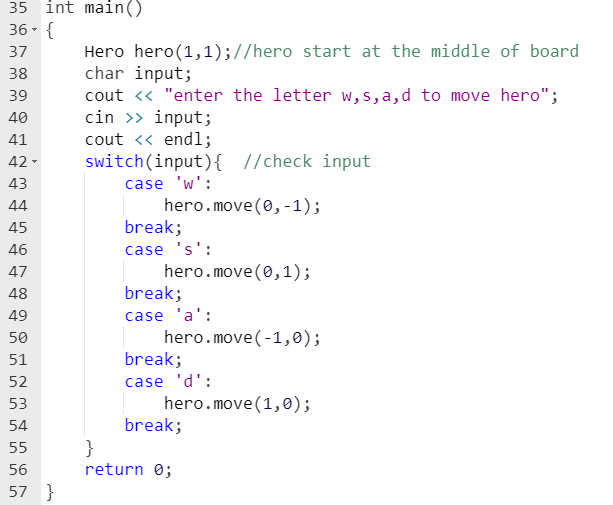 35 int main()
36 {
37     Hero hero(1,1);//hero start at the middle of board
38     char input;
39     cout << "enter the letter w,s,a,d to move hero";
40     cin >> input;
41     cout << endl;
42     switch(input){  //check input
43         case 'w':
44             hero.move(0,-1);
45         break;
46         case 's':
47             hero.move(0,1);
48         break;
49         case 'a':
50             hero.move(-1,0);
51         break;
52         case 'd':
53             hero.move(1,0);
54         break;
55     }
56     return 0;
57 }